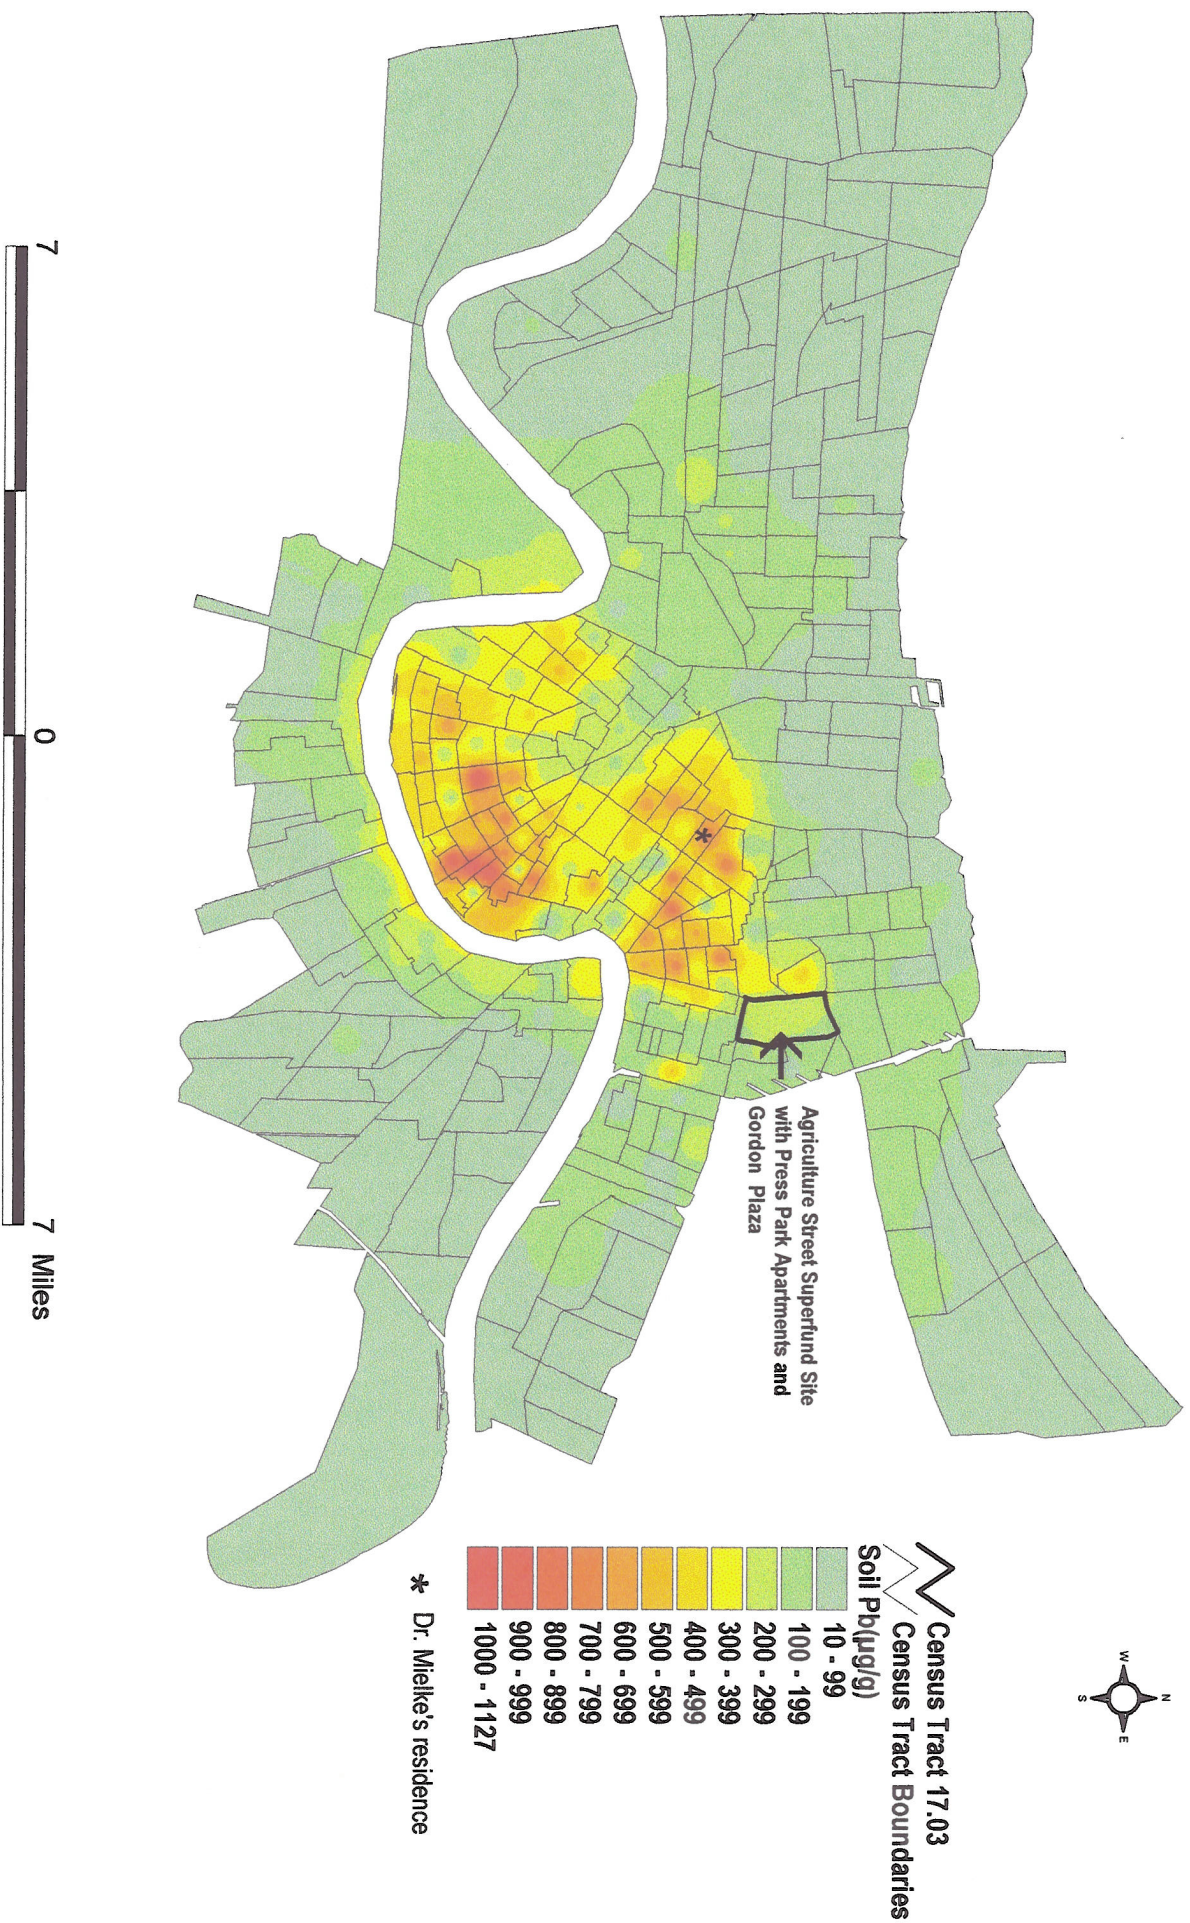 N
W
E
S
Census Tract 17.03
Census Tract Boundaries
Soil Pb(µg/g)
10 - 99
100 - 199
200 - 299
300 - 399
400 - 499
500 - 599
600 - 699
700 - 799
800 - 899
900 - 999
1000 - 1127
* Dr. Mielke's residence
Agriculture Street Superfund Site
with Press Park Apartments and
Gordon Plaza
*
7 0 7 Miles